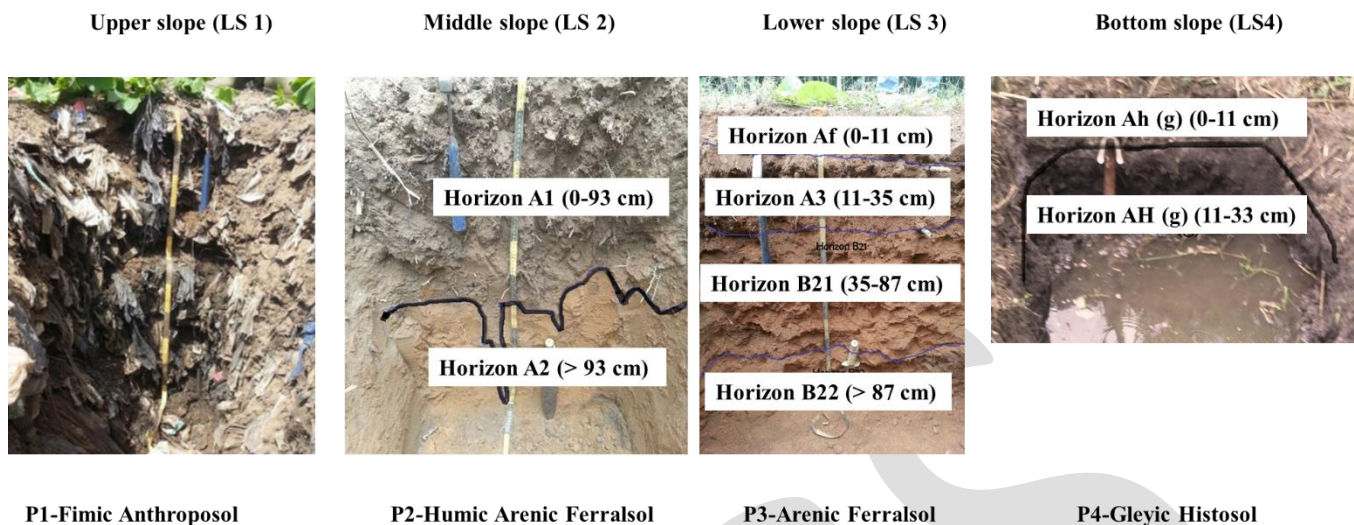 Upper slope (LS 1)
Middle slope (LS 2)
Lower slope (LS 3)
Bottom slope (LS4)
Horizon A1 (0-93 cm)
Horizon A2 (> 93 cm)
Horizon Af (0-11 cm)
Horizon A3 (11-35 cm)
Horizon B21
Horizon B21 (35-87 cm)
Horizon B22 (> 87 cm)
Horizon Ah (g) (0-11 cm)
Horizon AH (g) (11-33 cm)
P1-Fimic Anthroposol
P2-Humic Arenic Ferralsol
P3-Arenic Ferralsol
P4-Gleyic Histosol